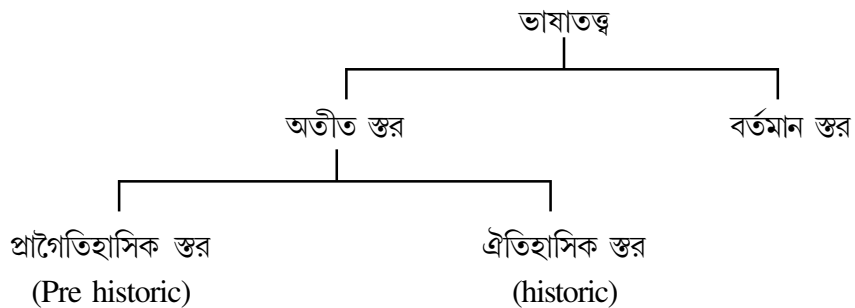 ভাষাতত্ত্ব
অতীত স্তর বর্তমান স্তর
প্রাগৈতিহাসিক স্তর ঐতিহাসিক স্তর
(Pre historic) (historic)